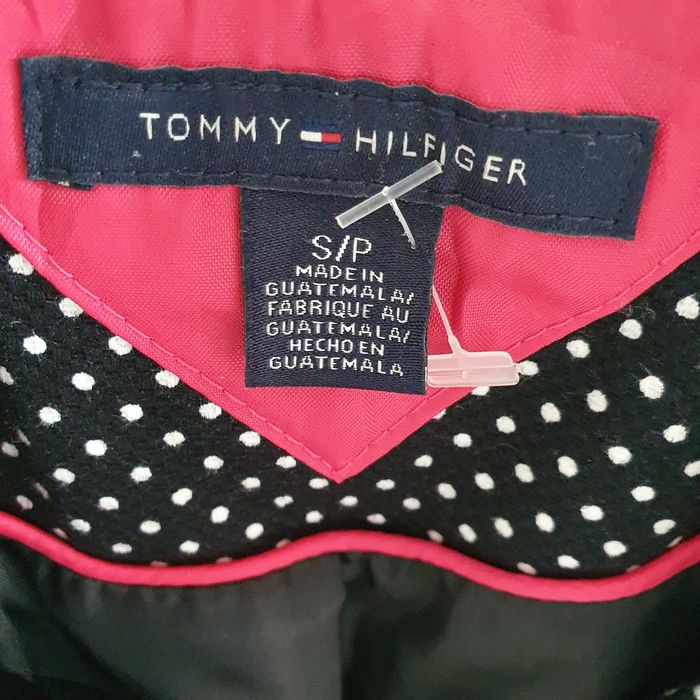 TOMMY HILFIGER
S/P
MADE IN
GUATEMALA/
FABRIQUE AU
GUATEMALA/
HECHO EN
GUATEMALA